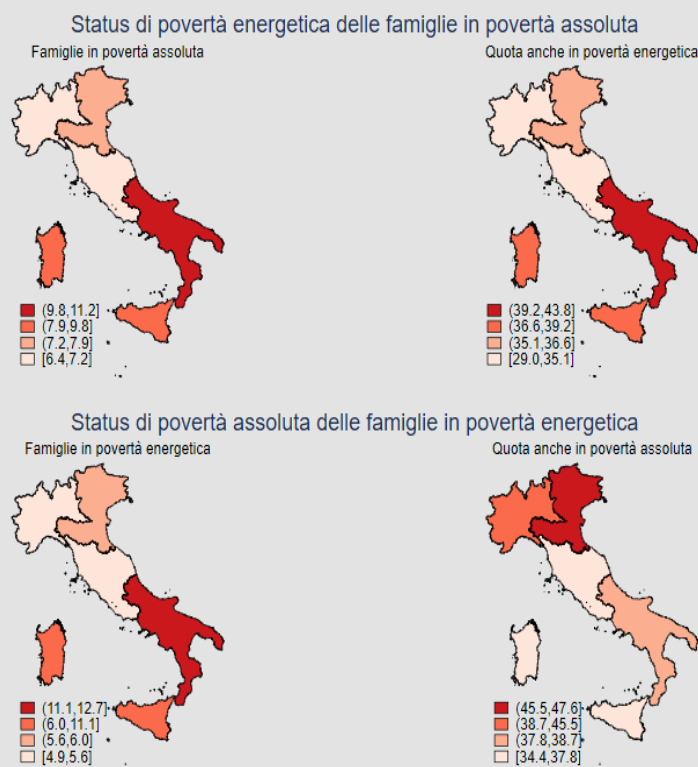 Status di povertà energetica delle famiglie in povertà assoluta
Famiglie in povertà assoluta
Quota anche in povertà energetica
(9.8,11.2]
(7.9,9.8]
(7.2,7.9]
[6.4,7.2]
(39.2,43.8]
(36.6,39.2]
(35.1,36.6]
[29.0,35.1]
Status di povertà assoluta delle famiglie in povertà energetica
Famiglie in povertà energetica
Quota anche in povertà assoluta
(11.1,12.7]
(6.0,11.1]
(5.6,6.0]
[4.9,5.6]
(45.5,47.6]
(38.7,45.5]
(37.8,38.7]
[34.4,37.8]